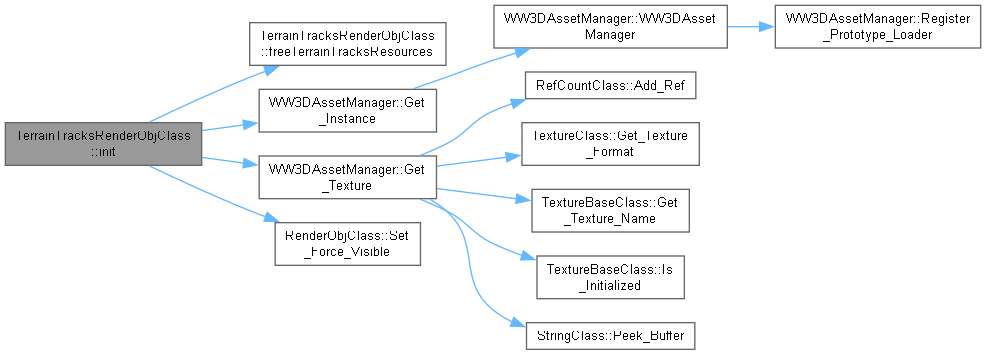 TerrainTracksRenderObjClass
::init
TerrainTracksRenderObjClass
::freeTerrainTracksResources
WW3DAssetManager::Get
_Instance
WW3DAssetManager::Get
_Texture
RenderObjClass::Set
_Force_Visible
WW3DAssetManager::WW3DAsset
Manager
RefCountClass::Add_Ref
TextureClass::Get_Texture
_Format
TextureBaseClass::Get
_Texture_Name
TextureBaseClass::Is
_Initialized
StringClass::Peek_Buffer
WW3DAssetManager::Register
_Prototype_Loader